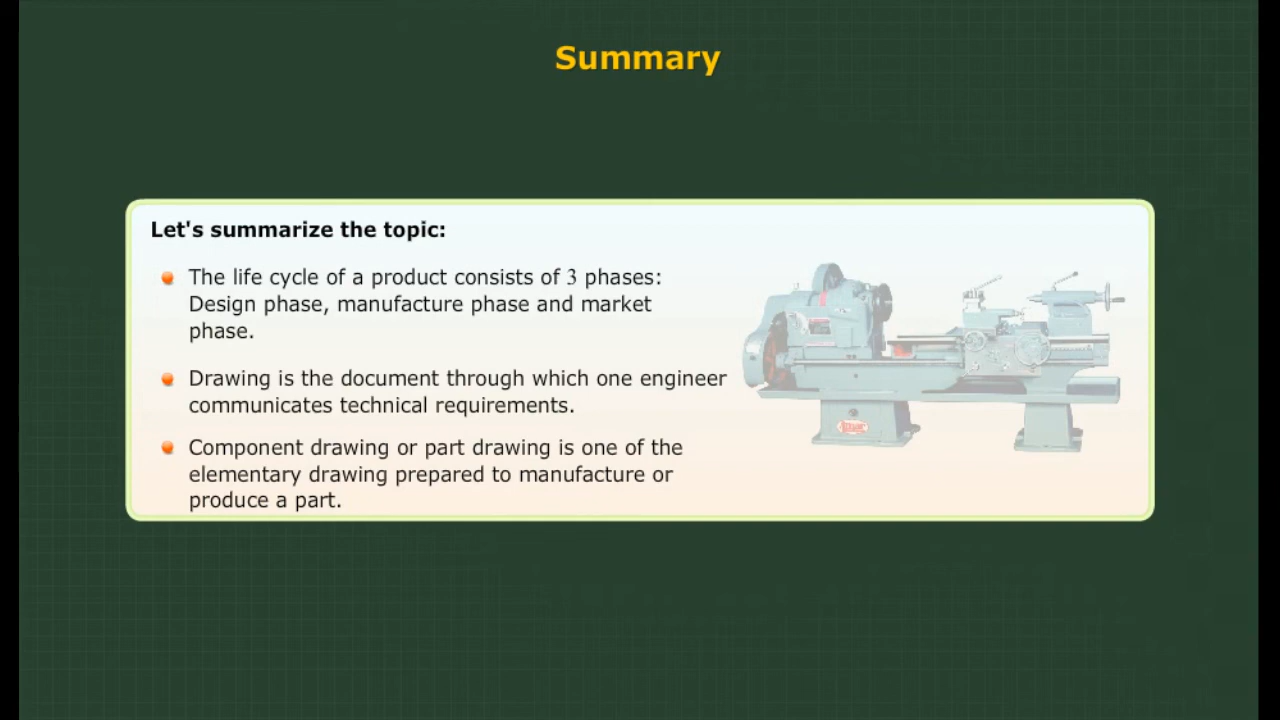 Summary
Let's summarize the topic:
The life cycle of a product consists of 3 phases:
Design phase, manufacture phase and market
phase.
Drawing is the document through which one engineer
communicates technical requirements.
Component drawing or part drawing is one of the
elementary drawing prepared to manufacture or
produce a part.